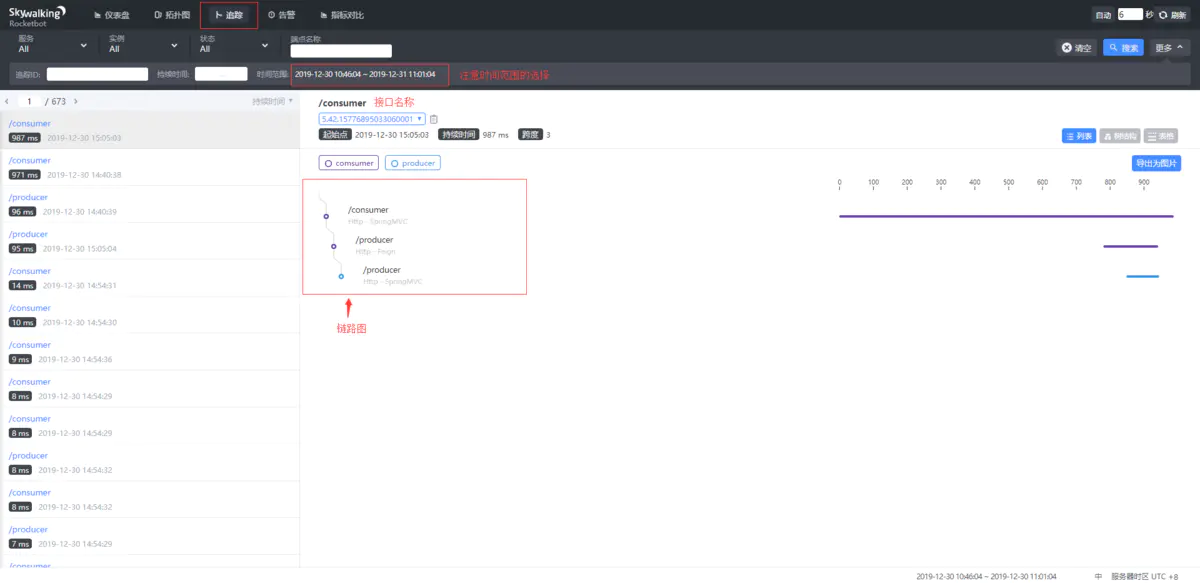 Skywalking
Rocketbot
仪表盘
拓扑图
追踪
告警
指标对比
自动
6
秒
刷新
服务
All
实例
All
状态
All
端点名称
清空
搜索
更多
追踪ID:
持续时间:
时间范围:
2019-12-30 10:46:04 ~ 2019-12-31 11:01:04
注意时间范围的选择
1 / 673
持续时间
/consumer
987 ms 2019-12-30 15:05:03
/consumer
971 ms 2019-12-30 14:40:38
/producer
96 ms 2019-12-30 14:40:39
/producer
95 ms 2019-12-30 15:05:04
/consumer
14 ms 2019-12-30 14:54:31
/consumer
10 ms 2019-12-30 14:54:30
/consumer
9 ms 2019-12-30 14:54:36
/consumer
8 ms 2019-12-30 14:54:29
/consumer
8 ms 2019-12-30 14:54:29
/producer
8 ms 2019-12-30 14:54:32
/consumer
8 ms 2019-12-30 14:54:32
/producer
7 ms 2019-12-30 14:54:29
/consumer
/consumer 接口名称
5.42.15776895033060001
起始点 2019-12-30 15:05:03 持续时间 987 ms 跨度 3
列表
树结构
表格
comsumer
producer
导出为图片
0 100 200 300 400 500 600 700 800 900
/consumer
Http - SpringMVC
/producer
Http - Feign
/producer
Http - SpringMVC
链路图
2019-12-30 10:46:04 ~ 2019-12-30 11:01:04
中
服务器时区 UTC +8